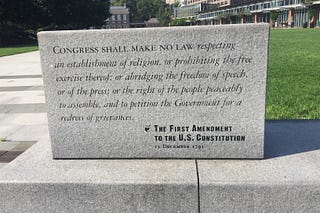 CONGRESS SHALL MAKE NO LAW respecting
an establishment of religion, or prohibiting the free
exercise thereof; or abridging the freedom of speech,
or of the press; or the right of the people peaceably
to assemble, and to petition the Government for a
redress of grievances.
THE FIRST AMENDMENT
TO THE U.S. CONSTITUTION
15 DECEMBER 1791